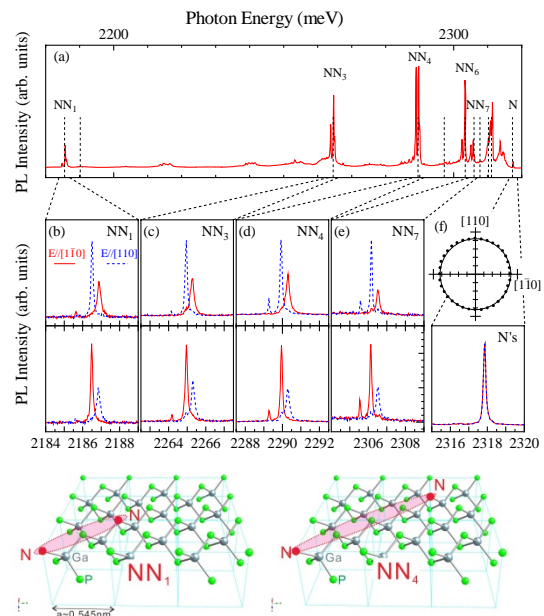 Photon Energy (meV)
2200 2300
PL Intensity (arb. units)
(a)
NN₁ NN₃ NN₄ NN₆ NN₇ N
(b) NN₁ (c) NN₃ (d) NN₄ (e) NN₇ (f) [110]
E//[11̄0] E//[110] [11̄0]
PL Intensity (arb. units)
N's
2184 2186 2188 2264 2266 2288 2290 2292 2306 2308 2316 2318 2320
N N Ga P NN₁
a~0.545nm
N N Ga P NN₄